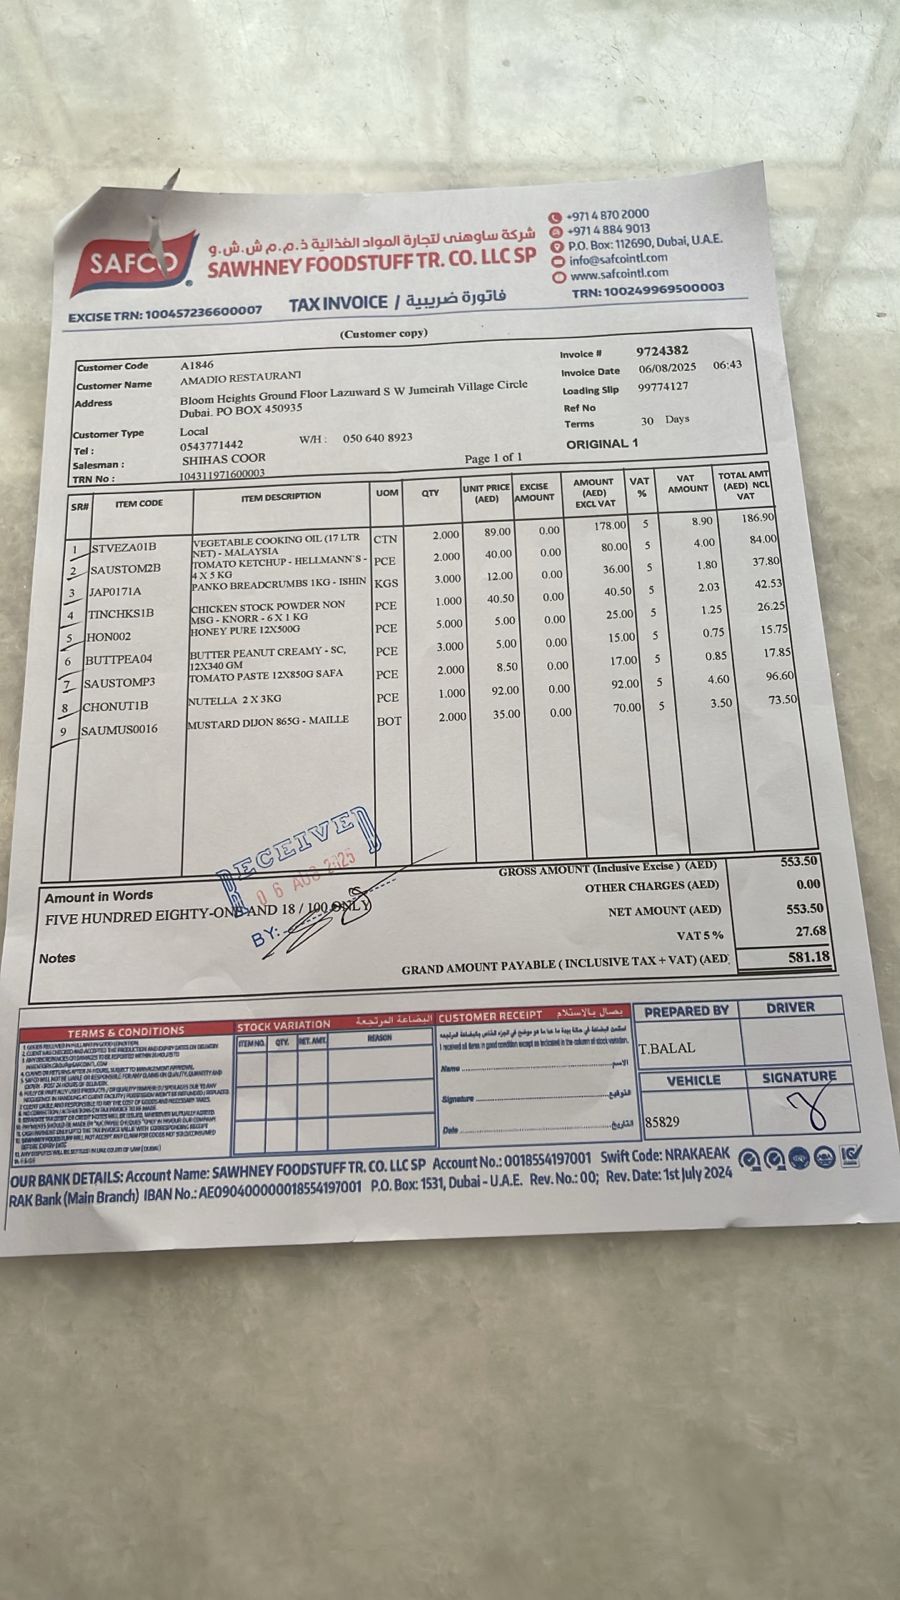 SAFCO
شركة ساوهني لتجارة المواد الغذائية ذ.م.م ش.ش.و
SAWHNEY FOODSTUFF TR. CO. LLC SP
+971 4 870 2000
+971 4 884 9013
P.O. Box: 112690, Dubai, U.A.E.
info@safcointl.com
www.safcointl.com
EXCISE TRN: 100457236600007
TAX INVOICE / فاتورة ضريبية
TRN: 100249969500003
(Customer copy)
Customer Code A1846
Customer Name AMADIO RESTAURANT
Address Bloom Heights Ground Floor Lazuward S W Jumeirah Village Circle
Dubai. PO BOX 450935
Customer Type Local
Tel : 0543771442 W/H : 050 640 8923
Salesman : SHIHAS COOR
TRN No : 104311971600003
Page 1 of 1
Invoice # 9724382
Invoice Date 06/08/2025 06:43
Loading Slip 99774127
Ref No
Terms 30 Days
ORIGINAL 1
SR# ITEM CODE ITEM DESCRIPTION UOM QTY UNIT PRICE (AED) EXCISE AMOUNT AMOUNT (AED) EXCL VAT VAT % VAT AMOUNT TOTAL AMT (AED) NCL VAT
1 STVEZA01B VEGETABLE COOKING OIL (17 LTR NET) - MALAYSIA CTN 2.000 89.00 0.00 178.00 5 8.90 186.90
2 SAUSTOM2B TOMATO KETCHUP - HELLMANN'S - 4 X 5 KG PCE 2.000 40.00 0.00 80.00 5 4.00 84.00
3 JAP0171A PANKO BREADCRUMBS 1KG - ISHIN KGS 3.000 12.00 0.00 36.00 5 1.80 37.80
4 TINCHKS1B CHICKEN STOCK POWDER NON MSG - KNORR - 6 X 1 KG PCE 1.000 40.50 0.00 40.50 5 2.03 42.53
5 HON002 HONEY PURE 12X500G PCE 5.000 5.00 0.00 25.00 5 1.25 26.25
6 BUTTPEA04 BUTTER PEANUT CREAMY - SC, 12X340 GM PCE 3.000 5.00 0.00 15.00 5 0.75 15.75
7 SAUSTOMP3 TOMATO PASTE 12X850G SAFA PCE 2.000 8.50 0.00 17.00 5 0.85 17.85
8 CHONUT1B NUTELLA 2 X 3KG PCE 1.000 92.00 0.00 92.00 5 4.60 96.60
9 SAUMUS0016 MUSTARD DIJON 865G - MAILLE BOT 2.000 35.00 0.00 70.00 5 3.50 73.50
RECEIVED
06 AUG 2025
BY:
GROSS AMOUNT (Inclusive Excise ) (AED) 553.50
OTHER CHARGES (AED) 0.00
NET AMOUNT (AED) 553.50
VAT 5 % 27.68
GRAND AMOUNT PAYABLE ( INCLUSIVE TAX + VAT) (AED) 581.18
Amount in Words
FIVE HUNDRED EIGHTY-ONE AND 18 / 100 ONLY
Notes
TERMS & CONDITIONS
STOCK VARIATION البضاعة المرتجعة
ITEM NO. QTY. RET. AMT. REASON
CUSTOMER RECEIPT بصال بالإستلام
I received all items in good condition except as indicated in the column of stock variation.
Name الاسم
Signature التوقيع
Date التاريخ
PREPARED BY DRIVER
T.BALAL
VEHICLE SIGNATURE
85829
OUR BANK DETAILS: Account Name: SAWHNEY FOODSTUFF TR. CO. LLC SP Account No.: 0018554197001 Swift Code: NRAKAEAK
RAK Bank (Main Branch) IBAN No.: AE090400000018554197001 P.O. Box: 1531, Dubai - U.A.E. Rev. No.: 00; Rev. Date: 1st July 2024